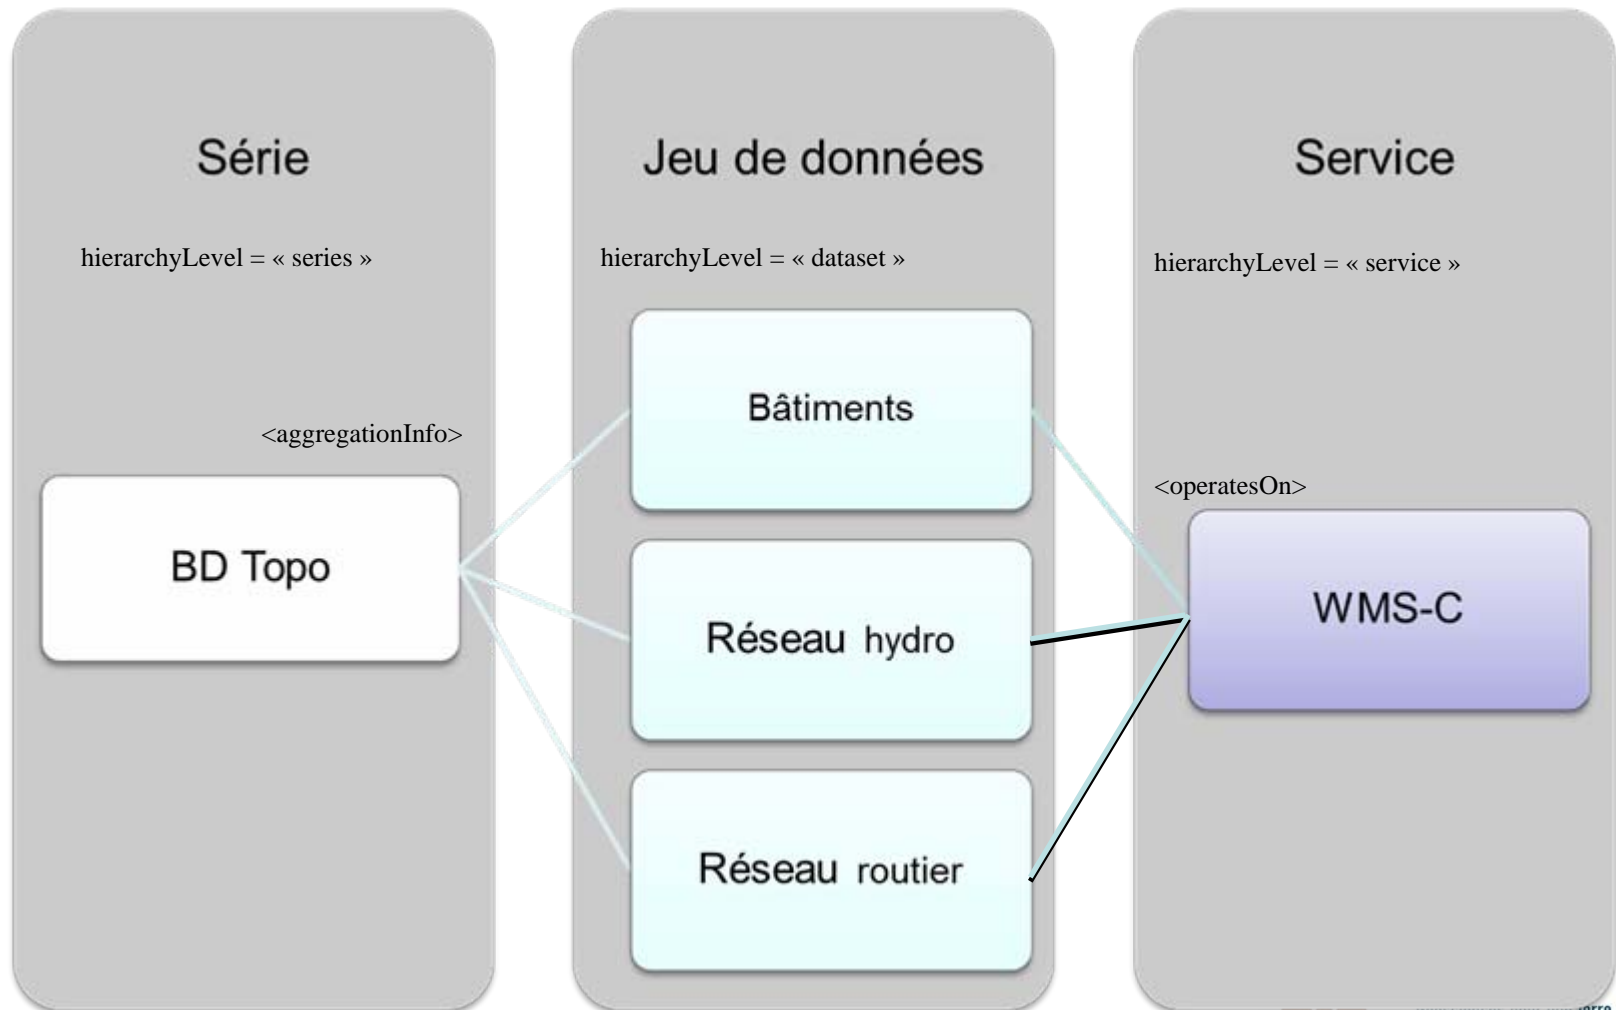 Série
hierarchyLevel = « series »
<aggregationInfo>
BD Topo
Jeu de données
hierarchyLevel = « dataset »
Bâtiments
Réseau hydro
Réseau routier
Service
hierarchyLevel = « service »
<operatesOn>
WMS-C